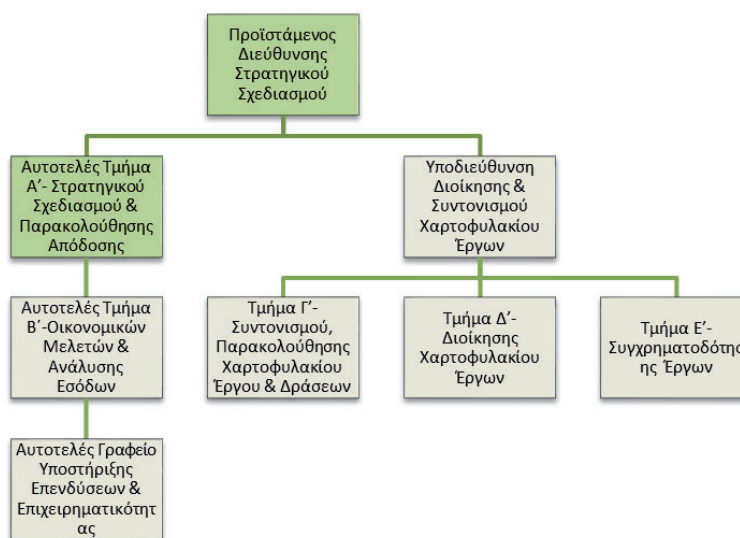 Προϊστάμενος
Διεύθυνσης
Στρατηγικού
Σχεδιασμού
Αυτοτελές Τμήμα
Α’- Στρατηγικού
Σχεδιασμού &
Παρακολούθησης
Απόδοσης
Υποδιεύθυνση
Διοίκησης &
Συντονισμού
Χαρτοφυλακίου
Έργων
Αυτοτελές Τμήμα
Β΄-Οικονομικών
Μελετών &
Ανάλυσης
Εσόδων
Τμήμα Γ’-
Συντονισμού,
Παρακολούθησης
Χαρτοφυλακίου
Έργου & Δράσεων
Τμήμα Δ’-
Διοίκησης
Χαρτοφυλακίου
Έργων
Τμήμα Ε’-
Συγχρηματοδότησ
ης Έργων
Αυτοτελές Γραφείο
Υποστήριξης
Επενδύσεων &
Επιχειρηματικότητ
ας